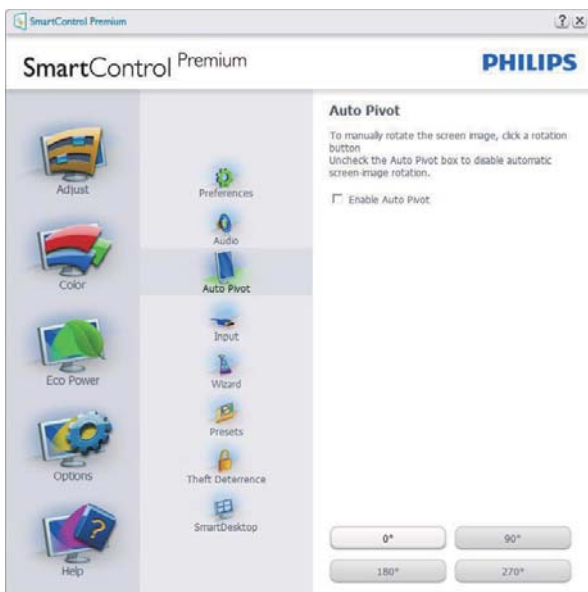 SmartControl Premium
? x
SmartControl Premium
PHILIPS
Adjust
Color
Eco Power
Options
Help
Preferences
Audio
Auto Pivot
Input
Wizard
Presets
Theft Deterrence
SmartDesktop
Auto Pivot
To manually rotate the screen image, click a rotation
button
Uncheck the Auto Pivot box to disable automatic
screen-image rotation.
Enable Auto Pivot
0°
90°
180°
270°